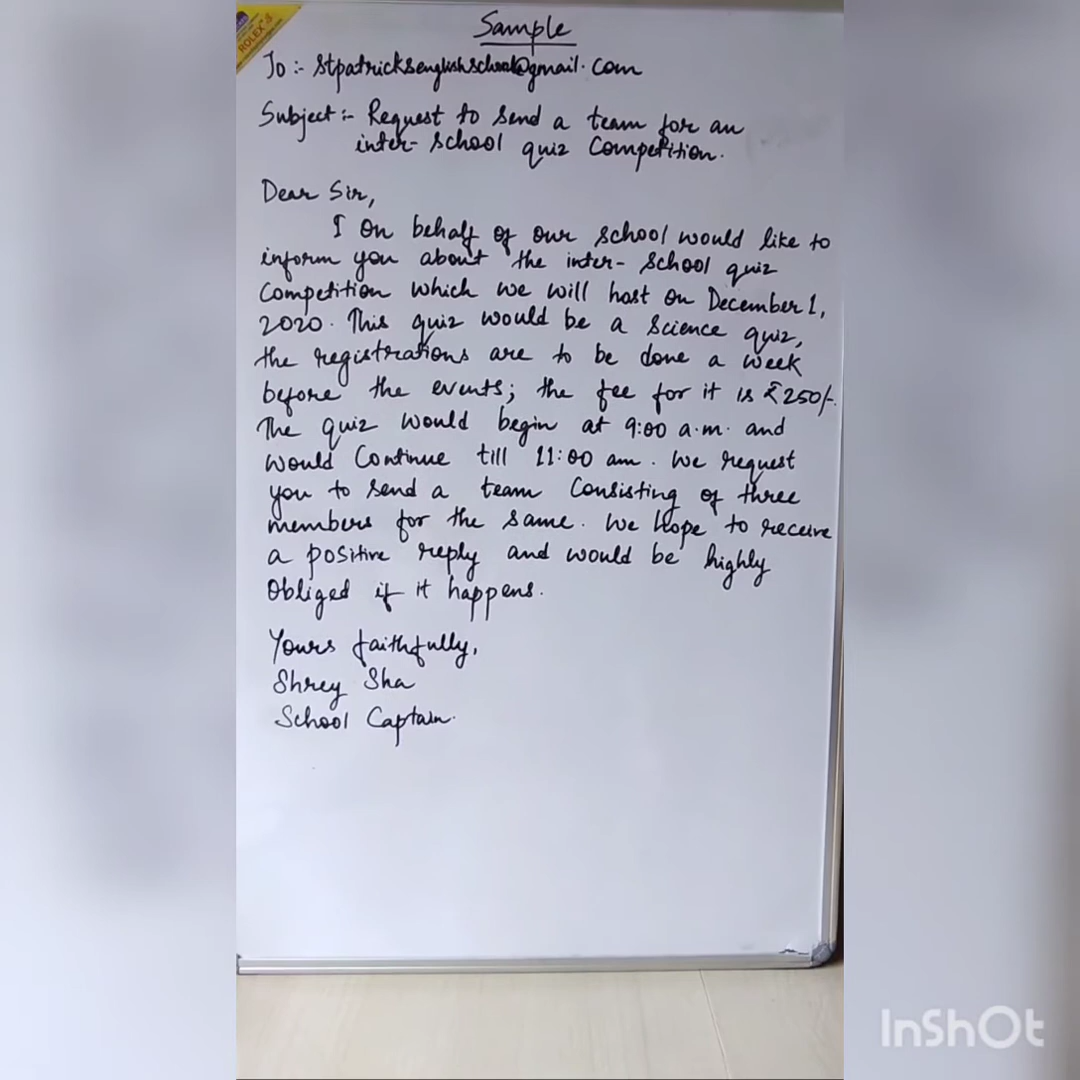 ROLEX
Sample
To :- stpatricksenglishschool@gmail.com
Subject :- Request to send a team for an
inter-school quiz Competition.
Dear Sir,
I on behalf of our school would like to
inform you about the inter-school quiz
Competition which we will host on December 1,
2020. This quiz would be a science quiz,
the registrations are to be done a week
before the events; the fee for it is ₹250/-.
The quiz would begin at 9:00 a.m. and
would Continue till 11:00 am. We request
you to send a team Consisting of three
members for the same. We Hope to receive
a positive reply and would be highly
Obliged if it happens.
Yours faithfully,
Shrey Sha
School Captain.
InShOt